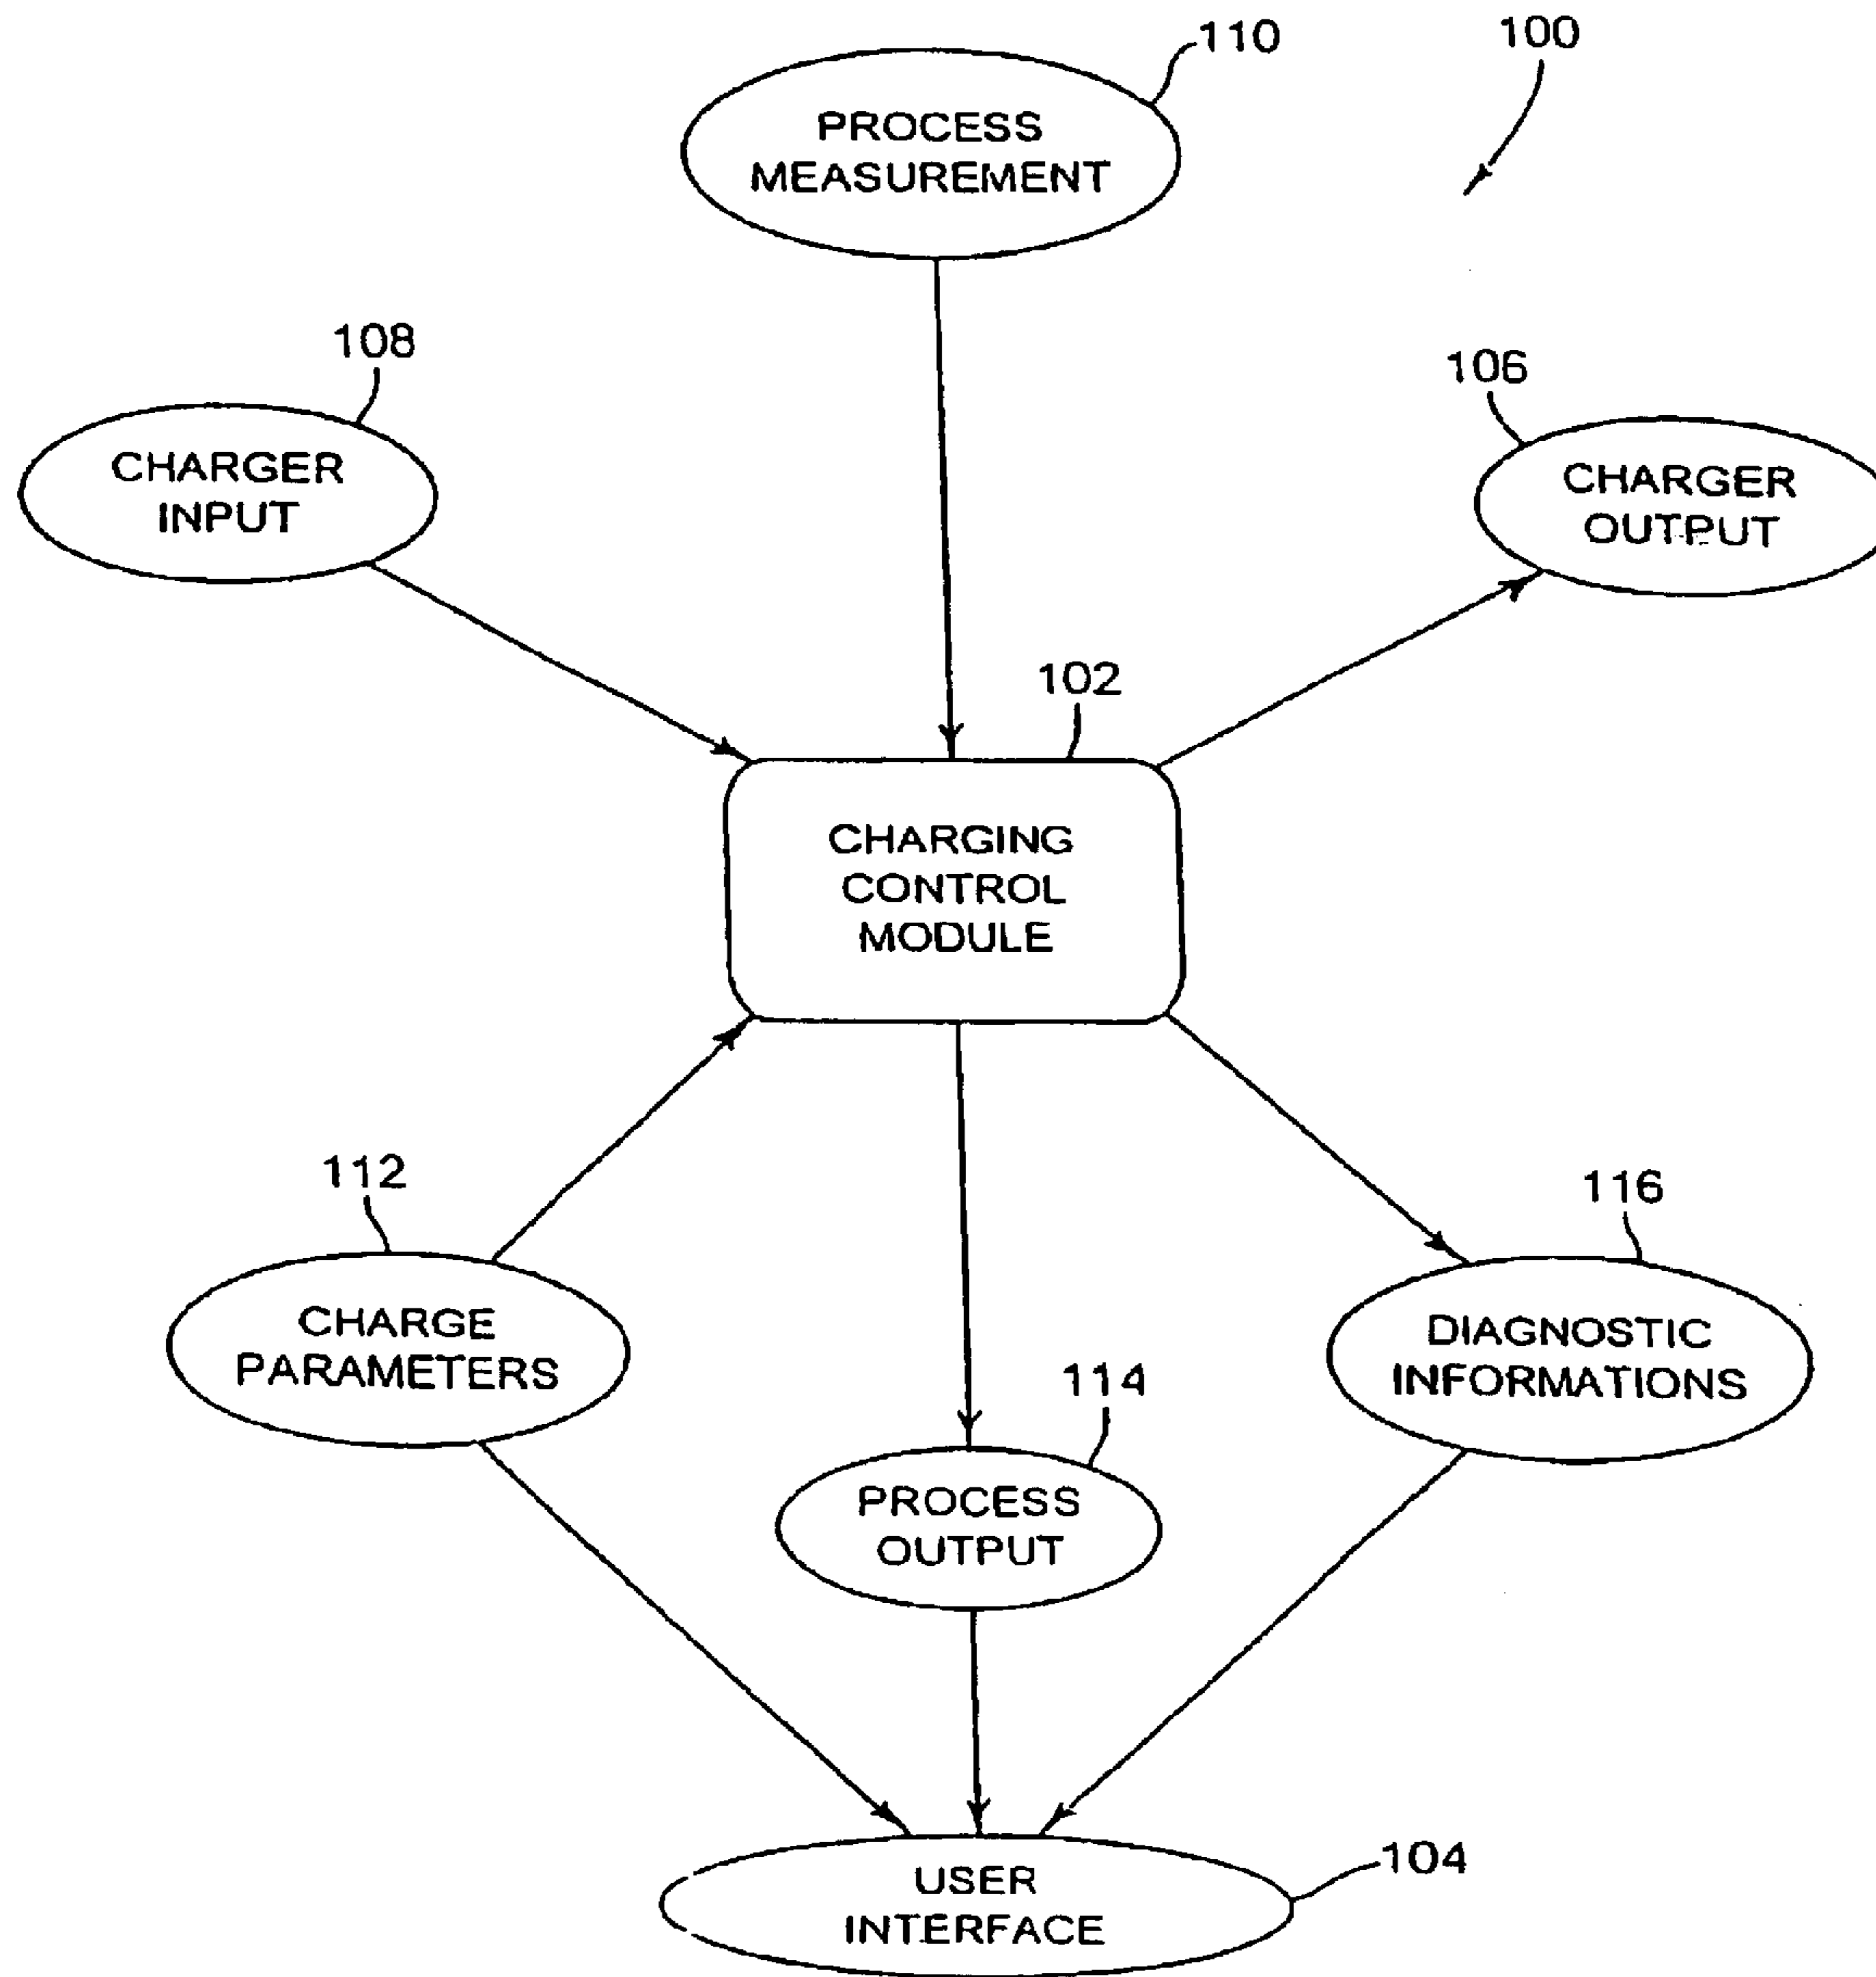 110
100
PROCESS
MEASUREMENT
108
106
CHARGER
INPUT
CHARGER
OUTPUT
102
CHARGING
CONTROL
MODULE
112
116
CHARGE
PARAMETERS
DIAGNOSTIC
INFORMATIONS
114
PROCESS
OUTPUT
104
USER
INTERFACE